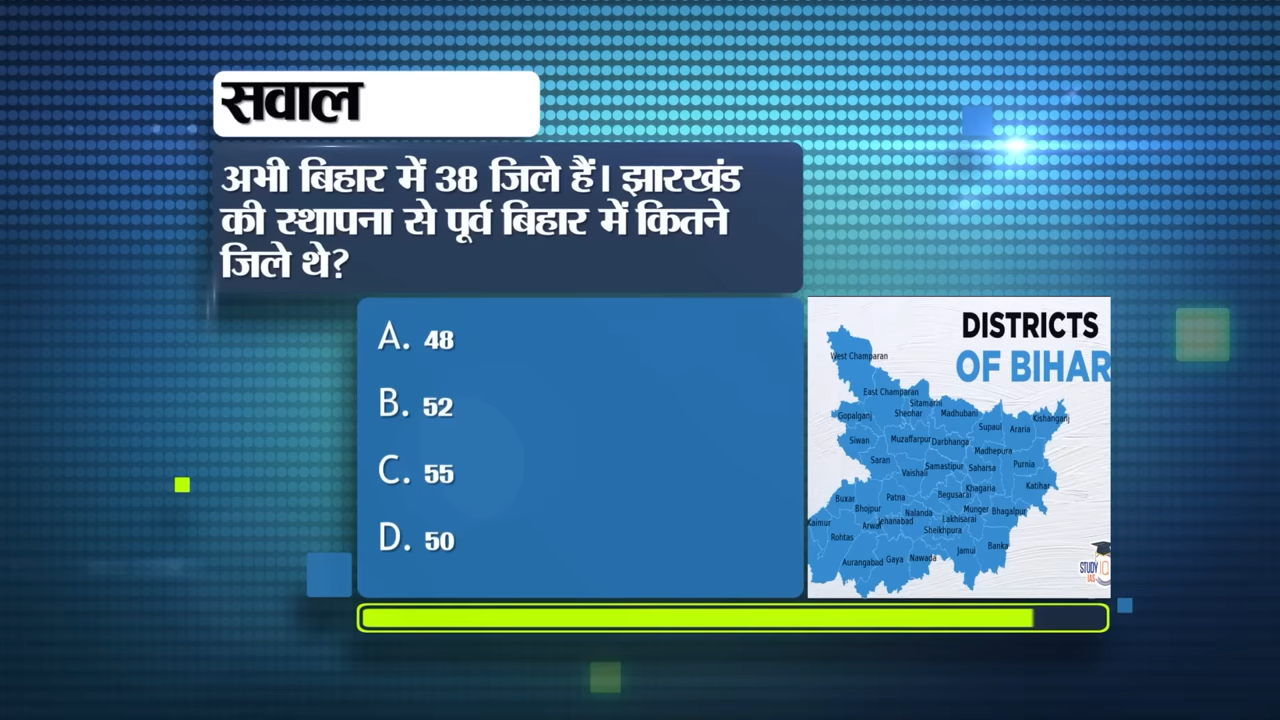 सवाल
अभी बिहार में 38 जिले हैं। झारखंड
की स्थापना से पूर्व बिहार में कितने
जिले थे?
A. 48
B. 52
C. 55
D. 50
DISTRICTS
OF BIHAR
West Champaran
East Champaran
Sitamarhi
Gopalganj
Sheohar
Madhubani
Kishanganj
Supaul
Araria
Siwan
Muzaffarpur
Darbhanga
Madhepura
Saran
Vaishali
Samastipur
Saharsa
Purnia
Khagaria
Katihar
Buxar
Patna
Begusarai
Bhojpur
Nalanda
Munger
Bhagalpur
Kaimur
Arwal
Jehanabad
Lakhisarai
Sheikhpura
Rohtas
Jamui
Banka
Aurangabad
Gaya
Nawada
STUDY IQ
IAS